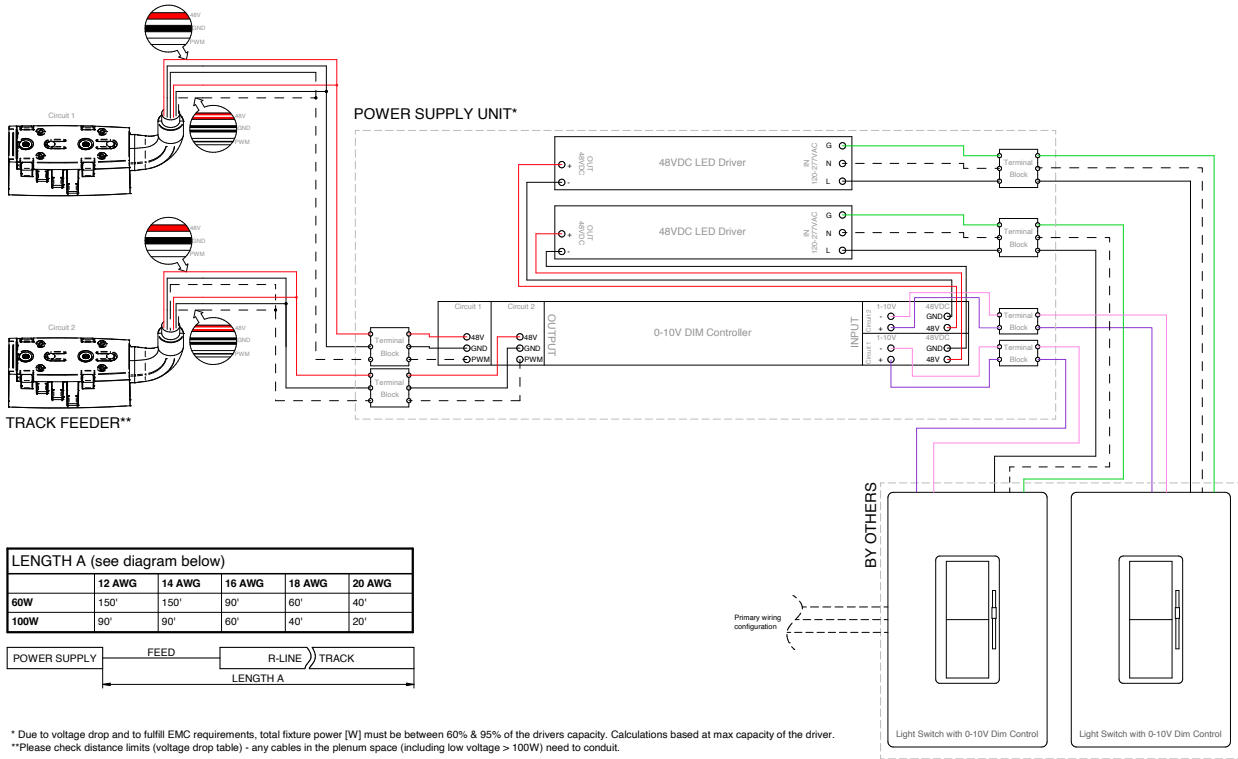 48V
GND
PWM
Circuit 1
48V
GND
PWM
POWER SUPPLY UNIT*
+
-
OUT
48VDC
48VDC LED Driver
IN
120-277VAC
G
N
L
Terminal
Block
48V
GND
PWM
+
-
OUT
48VDC
48VDC LED Driver
IN
120-277VAC
G
N
L
Terminal
Block
Circuit 2
48V
GND
PWM
TRACK FEEDER**
Terminal
Block
Terminal
Block
Circuit 1
Circuit 2
48V
GND
PWM
48V
GND
PWM
OUTPUT
0-10V DIM Controller
INPUT
Circuit 2
Circuit 1
1-10V
-
+
1-10V
-
+
48VDC
GND
48V
48VDC
GND
48V
Terminal
Block
Terminal
Block
BY OTHERS
LENGTH A (see diagram below)
12 AWG 14 AWG 16 AWG 18 AWG 20 AWG
60W 150' 150' 90' 60' 40'
100W 90' 90' 60' 40' 20'
POWER SUPPLY FEED R-LINE TRACK
LENGTH A
Primary wiring
configuration
Light Switch with 0-10V Dim Control
Light Switch with 0-10V Dim Control
* Due to voltage drop and to fulfill EMC requirements, total fixture power [W] must be between 60% & 95% of the drivers capacity. Calculations based at max capacity of the driver.
**Please check distance limits (voltage drop table) - any cables in the plenum space (including low voltage > 100W) need to conduit.